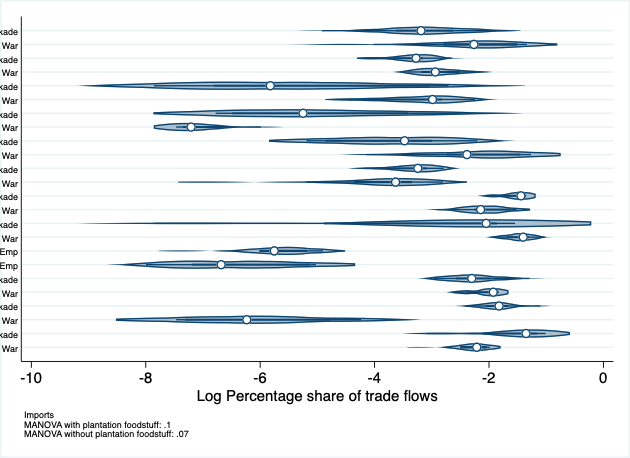 kade
War
kade
War
kade
War
kade
War
kade
War
kade
War
kade
War
kade
War
Emp
Emp
kade
War
kade
War
kade
War
-10 -8 -6 -4 -2 0
Log Percentage share of trade flows
Imports
MANOVA with plantation foodstuff: .1
MANOVA without plantation foodstuff: .07